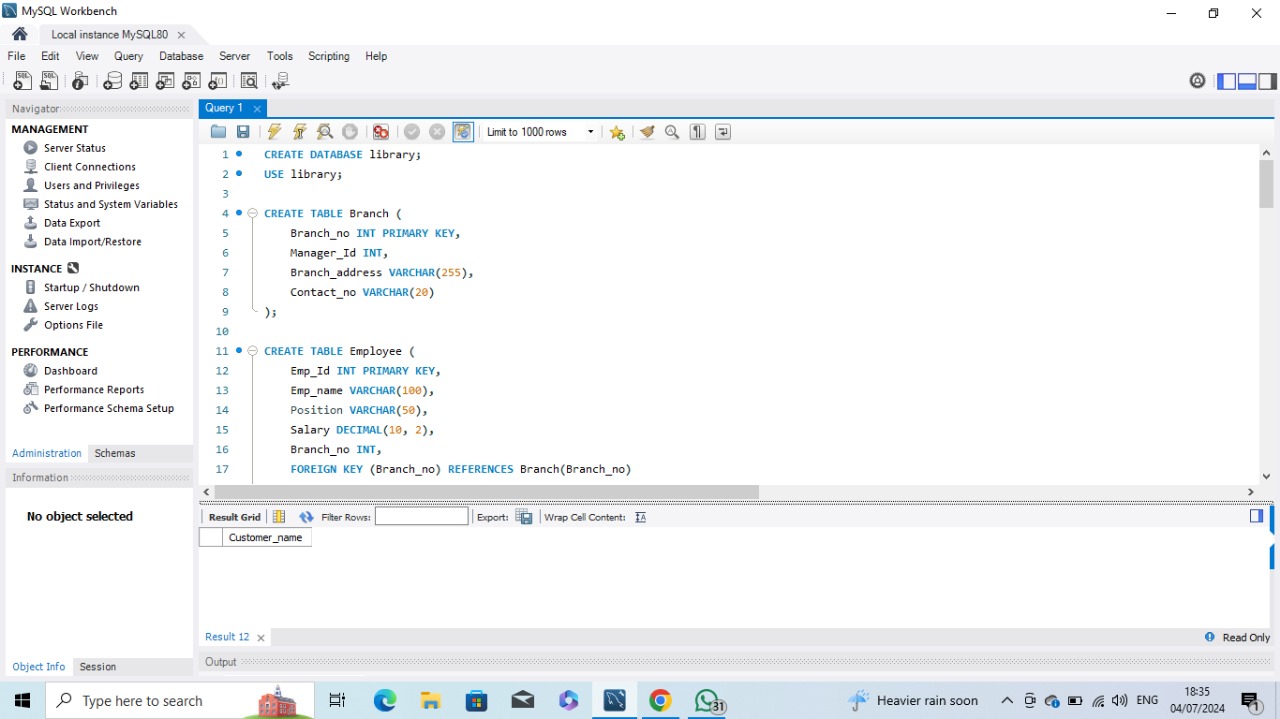 MySQL Workbench
Local instance MySQL80
File Edit View Query Database Server Tools Scripting Help
Navigator
MANAGEMENT
Server Status
Client Connections
Users and Privileges
Status and System Variables
Data Export
Data Import/Restore
INSTANCE
Startup / Shutdown
Server Logs
Options File
PERFORMANCE
Dashboard
Performance Reports
Performance Schema Setup
Administration Schemas
Information
No object selected
Object Info Session
Query 1
Limit to 1000 rows
1 CREATE DATABASE library;
2 USE library;
3
4 CREATE TABLE Branch (
5 Branch_no INT PRIMARY KEY,
6 Manager_Id INT,
7 Branch_address VARCHAR(255),
8 Contact_no VARCHAR(20)
9 );
10
11 CREATE TABLE Employee (
12 Emp_Id INT PRIMARY KEY,
13 Emp_name VARCHAR(100),
14 Position VARCHAR(50),
15 Salary DECIMAL(10, 2),
16 Branch_no INT,
17 FOREIGN KEY (Branch_no) REFERENCES Branch(Branch_no)
Result Grid Filter Rows: Export: Wrap Cell Content:
Customer_name
Result 12 Read Only
Output
Type here to search
31
Heavier rain soon
ENG
18:35
04/07/2024
1